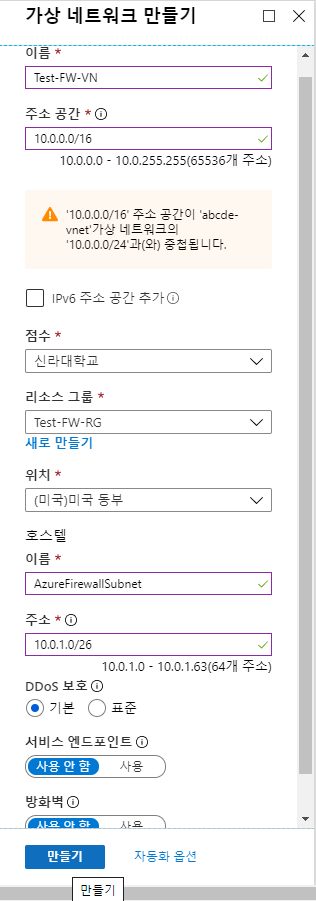 가상 네트워크 만들기
이름 *
Test-FW-VN
주소 공간 *
10.0.0.0/16
10.0.0.0 - 10.0.255.255(65536개 주소)
'10.0.0.0/16' 주소 공간이 'abcde-
vnet'가상 네트워크의
'10.0.0.0/24'과(와) 중첩됩니다.
IPv6 주소 공간 추가
점수 *
신라대학교
리소스 그룹 *
Test-FW-RG
새로 만들기
위치 *
(미국)미국 동부
호스텔
이름 *
AzureFirewallSubnet
주소 *
10.0.1.0/26
10.0.1.0 - 10.0.1.63(64개 주소)
DDoS 보호
기본 표준
서비스 엔드포인트
사용 안 함 사용
방화벽
사용 안 함 사용
만들기 자동화 옵션
만들기